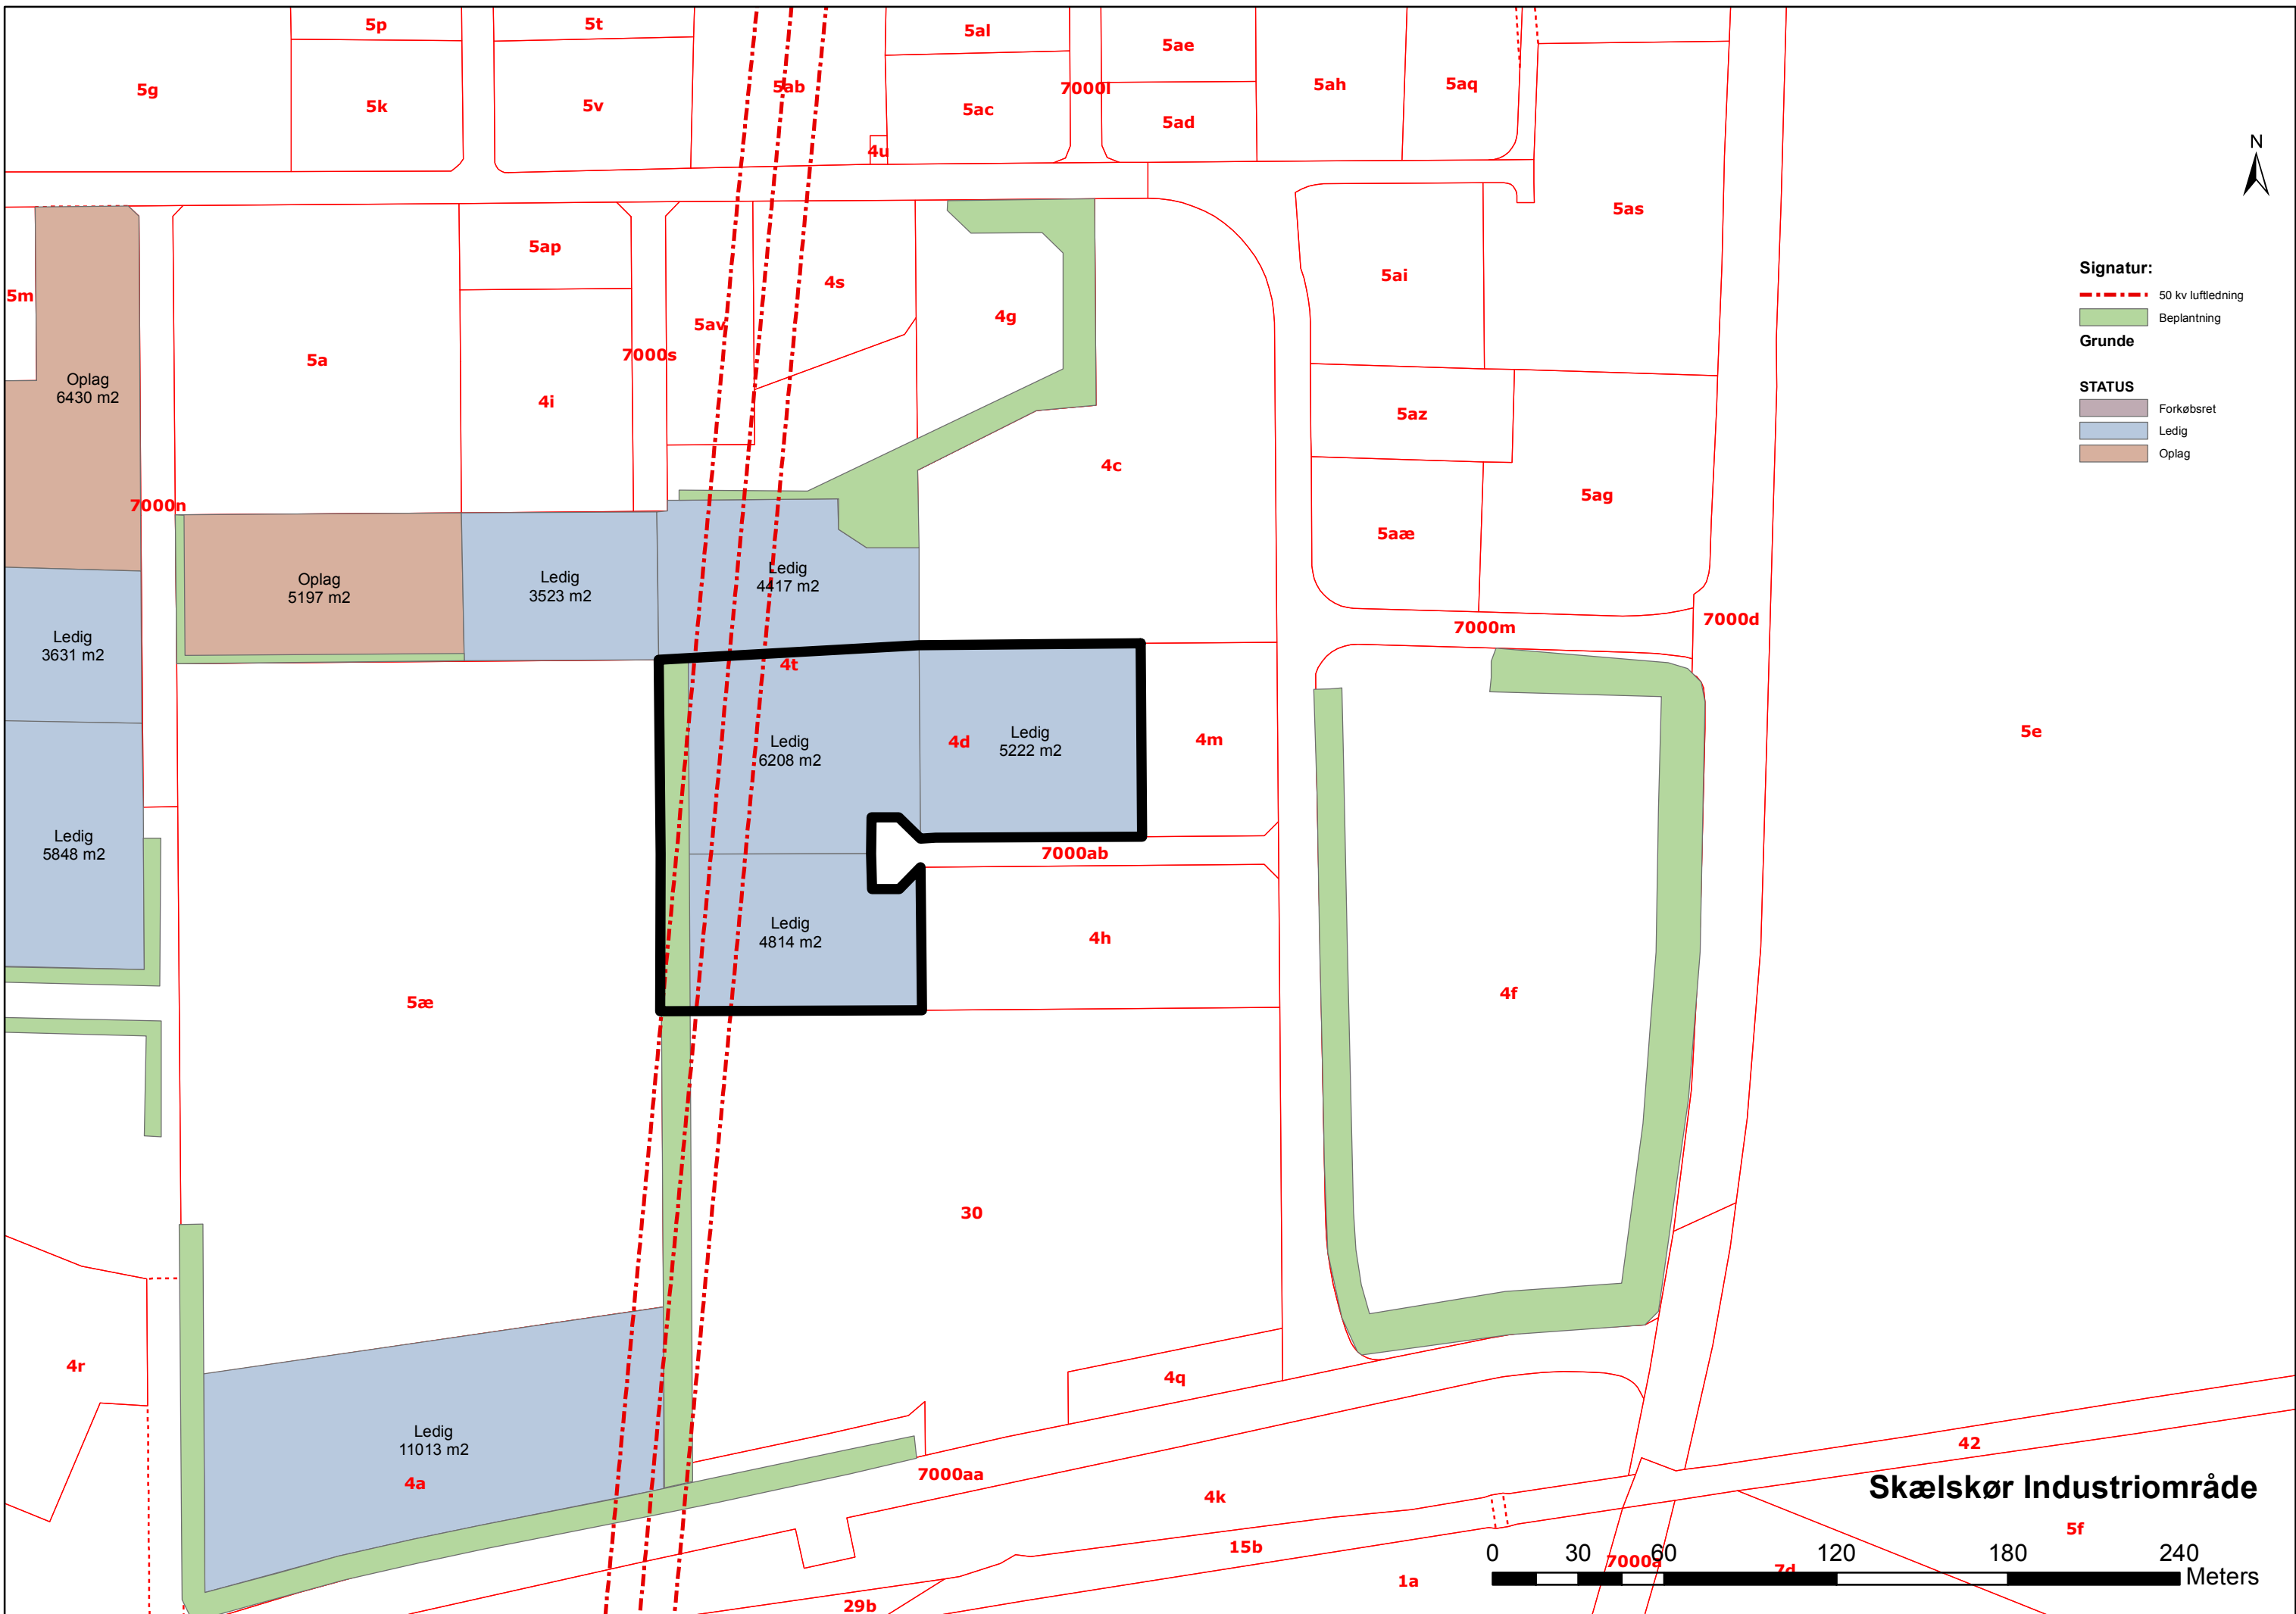 5p
5t
5al
5ae
5g
5k
5v
5ab
5ac
7000l
5ad
5ah
5aq
4u
N
5as
5ap
5m
4s
5ai
Signatur:
50 kv luftledning
Beplantning
Grunde
STATUS
Forkøbsret
Ledig
Oplag
5av
4g
7000s
5a
Oplag
6430 m2
4i
5az
4c
5ag
7000n
5aæ
Oplag
5197 m2
Ledig
3523 m2
Ledig
4417 m2
7000d
7000m
Ledig
3631 m2
4t
Ledig
6208 m2
4d
Ledig
5222 m2
4m
5e
Ledig
5848 m2
7000ab
Ledig
4814 m2
4h
5æ
4f
30
4r
4q
Ledig
11013 m2
4a
7000aa
42
4k
Skælskør Industriområde
5f
15b
0 30 60 120 180 240
Meters
7000a
7d
1a
29b